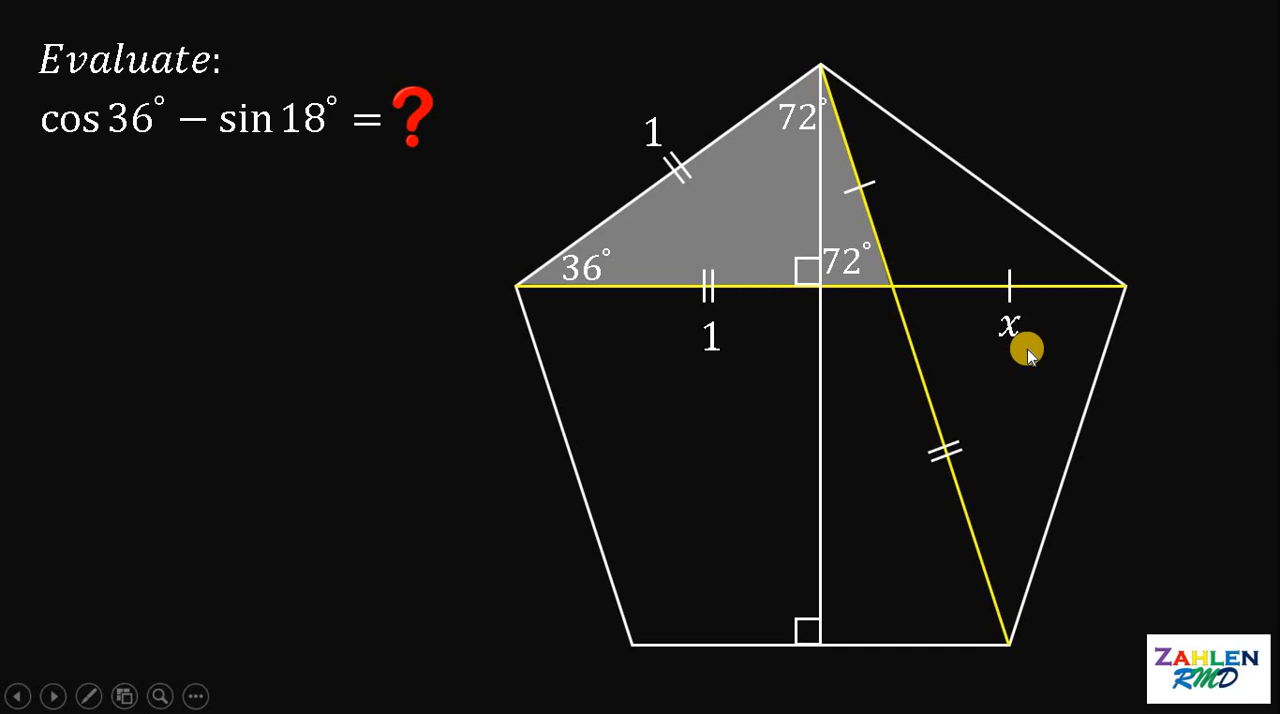 Evaluate:
cos 36° − sin 18° = ❓
72°
1
36°
72°
1
x
ZAHLEN
RMD